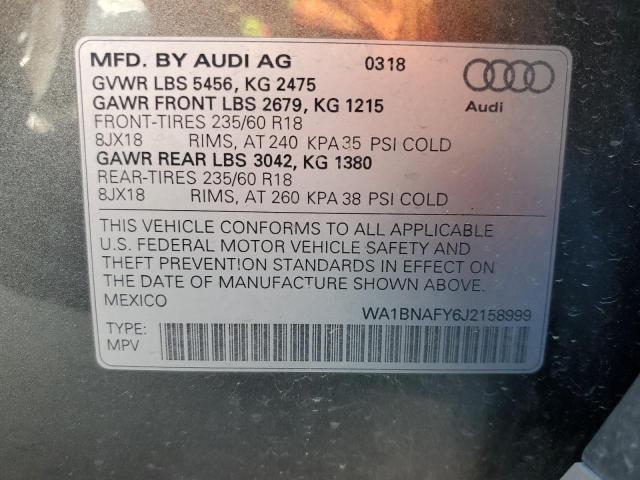 MFD. BY AUDI AG 0318
GVWR LBS 5456, KG 2475
GAWR FRONT LBS 2679, KG 1215
FRONT-TIRES 235/60 R18
8JX18 RIMS, AT 240 KPA 35 PSI COLD
GAWR REAR LBS 3042, KG 1380
REAR-TIRES 235/60 R18
8JX18 RIMS, AT 260 KPA 38 PSI COLD
Audi
THIS VEHICLE CONFORMS TO ALL APPLICABLE
U.S. FEDERAL MOTOR VEHICLE SAFETY AND
THEFT PREVENTION STANDARDS IN EFFECT ON
THE DATE OF MANUFACTURE SHOWN ABOVE.
MEXICO
WA1BNAFY6J2158999
TYPE:
MPV